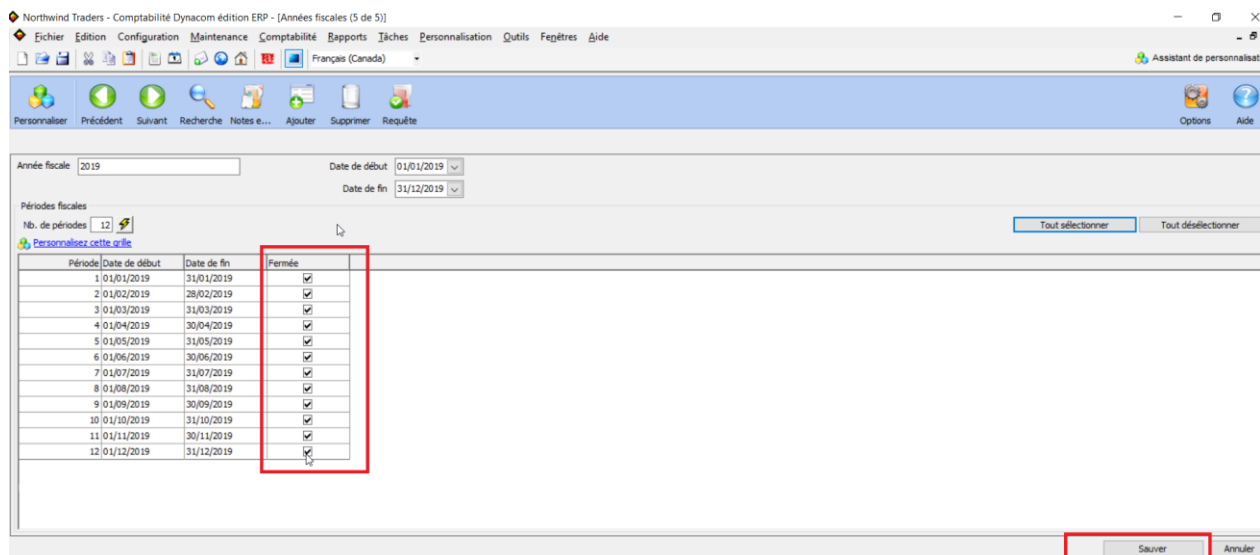 Northwind Traders - Comptabilité Dynacom édition ERP - [Années fiscales (5 de 5)]
Fichier Edition Configuration Maintenance Comptabilité Rapports Tâches Personnalisation Outils Fenêtres Aide
Français (Canada) Assistant de personnalisat
Personnaliser Précédent Suivant Recherche Notes e... Ajouter Supprimer Requête Options Aide
Année fiscale 2019 Date de début 01/01/2019
Date de fin 31/12/2019
Périodes fiscales
Nb. de périodes 12 Tout sélectionner Tout désélectionner
Personnalisez cette grille
Période Date de début Date de fin Fermée
1 01/01/2019 31/01/2019
2 01/02/2019 28/02/2019
3 01/03/2019 31/03/2019
4 01/04/2019 30/04/2019
5 01/05/2019 31/05/2019
6 01/06/2019 30/06/2019
7 01/07/2019 31/07/2019
8 01/08/2019 31/08/2019
9 01/09/2019 30/09/2019
10 01/10/2019 31/10/2019
11 01/11/2019 30/11/2019
12 01/12/2019 31/12/2019
Sauver Annuler